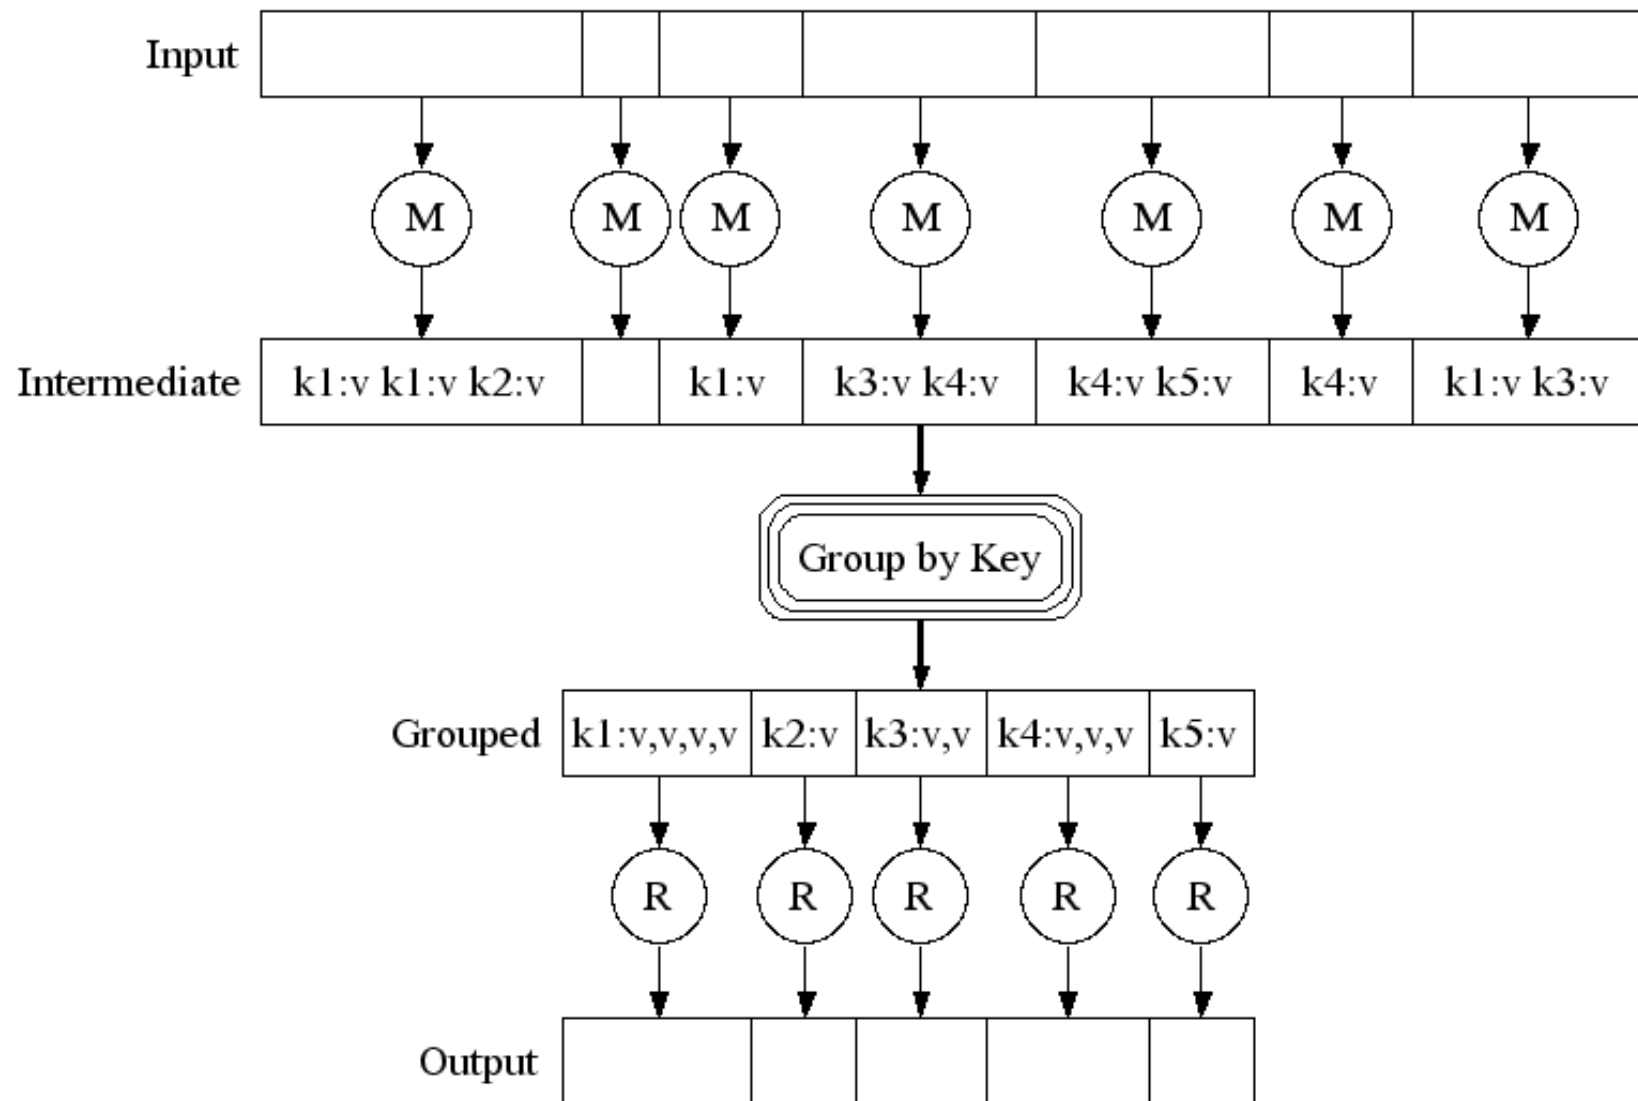 Input
M M M M M M M
Intermediate k1:v k1:v k2:v k1:v k3:v k4:v k4:v k5:v k4:v k1:v k3:v
Group by Key
Grouped k1:v,v,v,v k2:v k3:v,v k4:v,v,v k5:v
R R R R R
Output